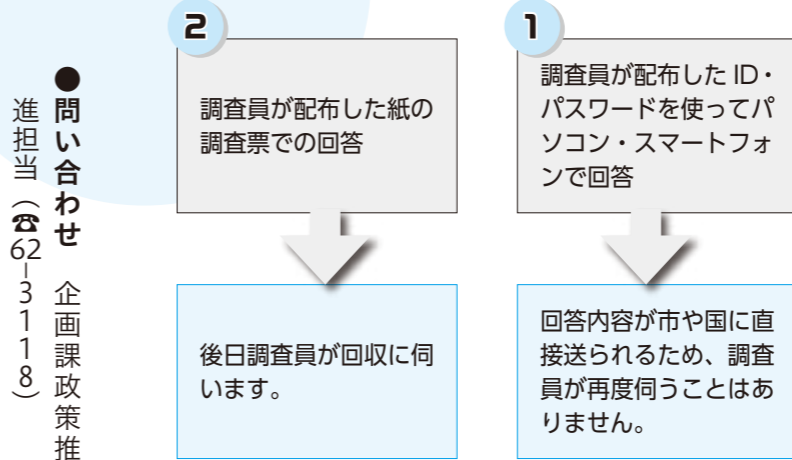 1
調査員が配布した ID・
パスワードを使ってパ
ソコン・スマートフォ
ンで回答
回答内容が市や国に直
接送られるため、調査
員が再度伺うことはあ
りません。
2
調査員が配布した紙の
調査票での回答
後日調査員が回収に伺
います。
●問い合わせ　企画課政策推
進担当（☎62−3118）